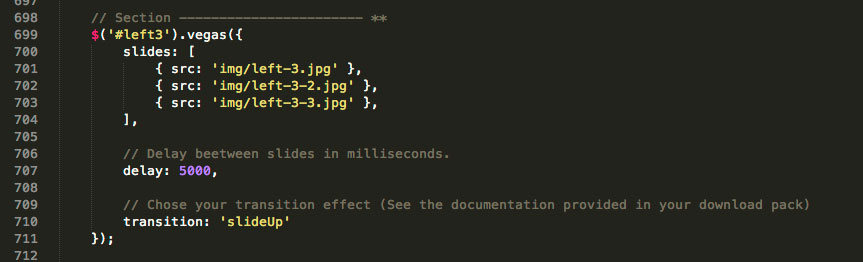 697
698 // Section ----------------------- **
699 $('#left3').vegas({
700 slides: [
701 { src: 'img/left-3.jpg' },
702 { src: 'img/left-3-2.jpg' },
703 { src: 'img/left-3-3.jpg' },
704 ],
705
706 // Delay beetween slides in milliseconds.
707 delay: 5000,
708
709 // Chose your transition effect (See the documentation provided in your download pack)
710 transition: 'slideUp'
711 });
712